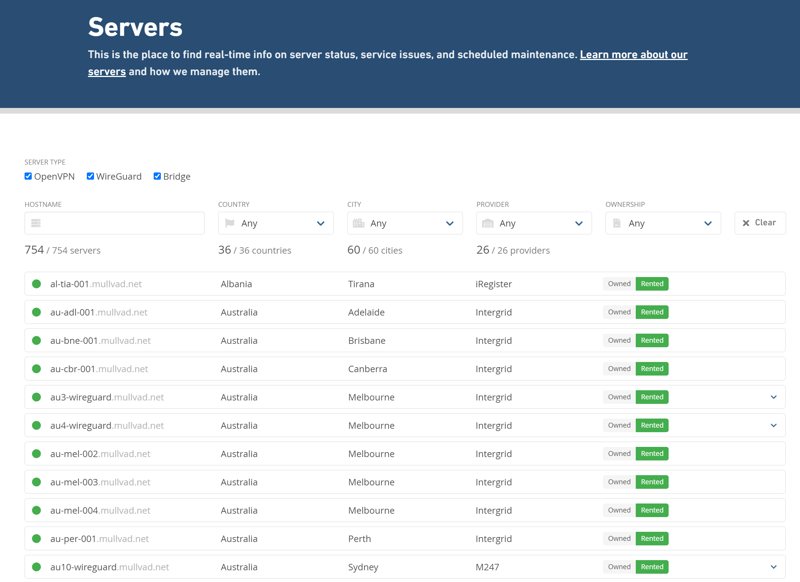 Servers
This is the place to find real-time info on server status, service issues, and scheduled maintenance. Learn more about our
servers and how we manage them.
SERVER TYPE
OpenVPN WireGuard Bridge
HOSTNAME COUNTRY CITY PROVIDER OWNERSHIP
Any Any Any Any Clear
754 / 754 servers 36 / 36 countries 60 / 60 cities 26 / 26 providers
al-tia-001.mullvad.net Albania Tirana iRegister Owned Rented
au-adl-001.mullvad.net Australia Adelaide Intergrid Owned Rented
au-bne-001.mullvad.net Australia Brisbane Intergrid Owned Rented
au-cbr-001.mullvad.net Australia Canberra Intergrid Owned Rented
au3-wireguard.mullvad.net Australia Melbourne Intergrid Owned Rented
au4-wireguard.mullvad.net Australia Melbourne Intergrid Owned Rented
au-mel-002.mullvad.net Australia Melbourne Intergrid Owned Rented
au-mel-003.mullvad.net Australia Melbourne Intergrid Owned Rented
au-mel-004.mullvad.net Australia Melbourne Intergrid Owned Rented
au-per-001.mullvad.net Australia Perth Intergrid Owned Rented
au10-wireguard.mullvad.net Australia Sydney M247 Owned Rented